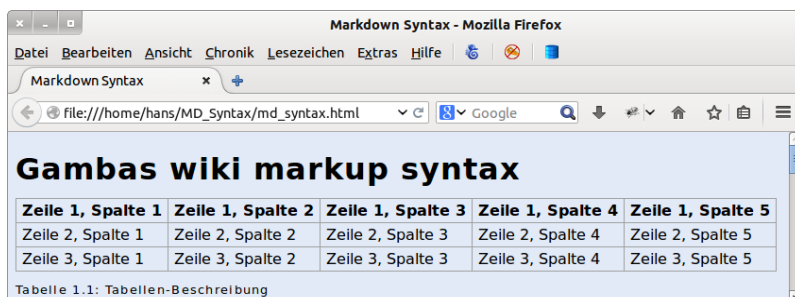 Markdown Syntax - Mozilla Firefox
Datei Bearbeiten Ansicht Chronik Lesezeichen Extras Hilfe
Markdown Syntax
file:///home/hans/MD_Syntax/md_syntax.html 8 Google
Gambas wiki markup syntax
Zeile 1, Spalte 1 Zeile 1, Spalte 2 Zeile 1, Spalte 3 Zeile 1, Spalte 4 Zeile 1, Spalte 5
Zeile 2, Spalte 1 Zeile 2, Spalte 2 Zeile 2, Spalte 3 Zeile 2, Spalte 4 Zeile 2, Spalte 5
Zeile 3, Spalte 1 Zeile 3, Spalte 2 Zeile 3, Spalte 3 Zeile 3, Spalte 4 Zeile 3, Spalte 5
Tabelle 1.1: Tabellen-Beschreibung